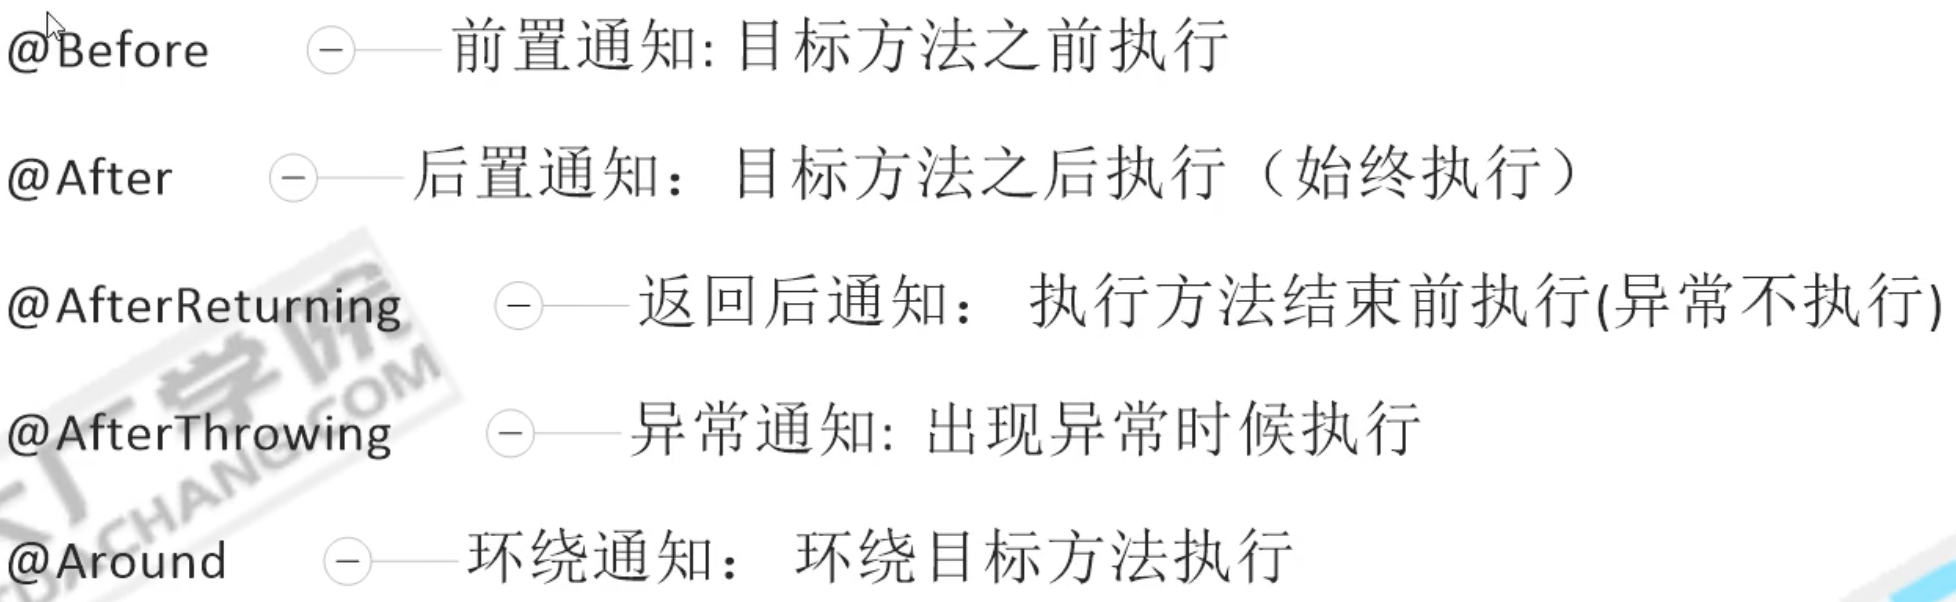 @Before 前置通知: 目标方法之前执行
@After 后置通知： 目标方法之后执行（始终执行）
@AfterReturning 返回后通知： 执行方法结束前执行(异常不执行)
@AfterThrowing 异常通知: 出现异常时候执行
@Around 环绕通知： 环绕目标方法执行
大厂学院
DACHANG.COM